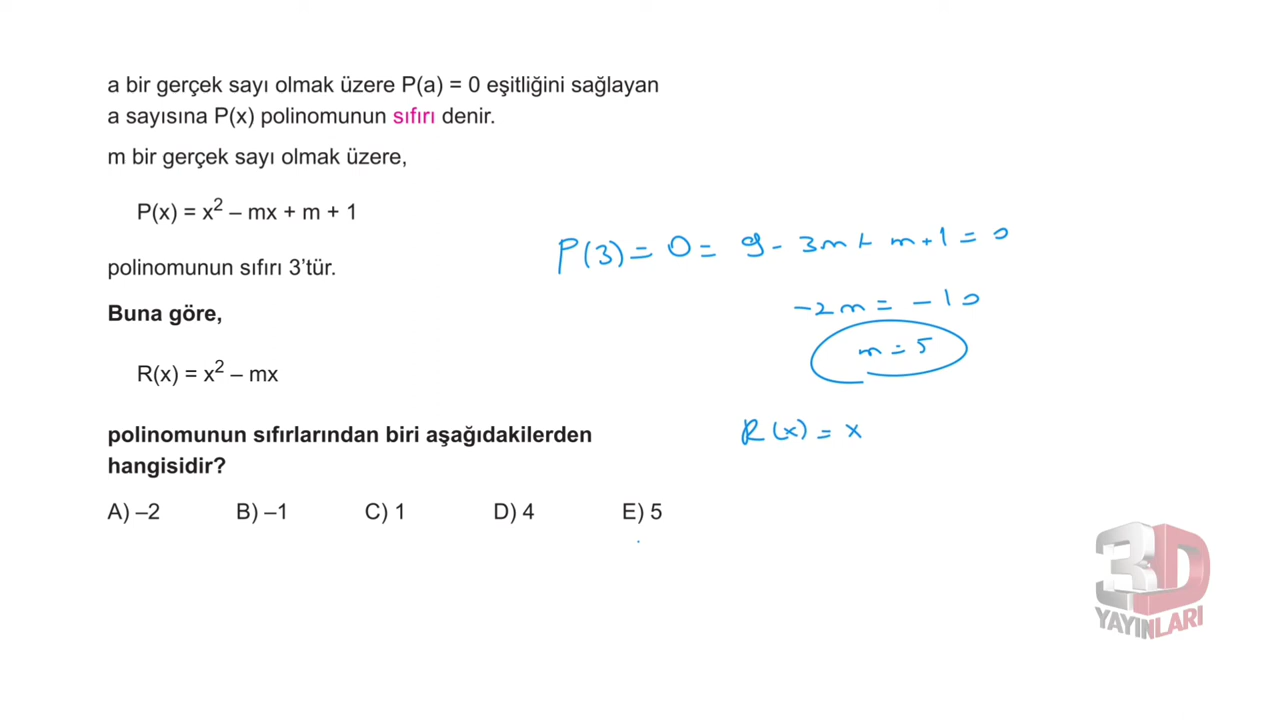 a bir gerçek sayı olmak üzere P(a) = 0 eşitliğini sağlayan
a sayısına P(x) polinomunun sıfırı denir.
m bir gerçek sayı olmak üzere,
P(x) = x² – mx + m + 1
polinomunun sıfırı 3'tür.
Buna göre,
R(x) = x² – mx
polinomunun sıfırlarından biri aşağıdakilerden
hangisidir?
A) –2 B) –1 C) 1 D) 4 E) 5
P(3) = 0 = 9 - 3m + m + 1 = 0
-2m = -10
m = 5
R(x) = x
3D
YAYINLARI